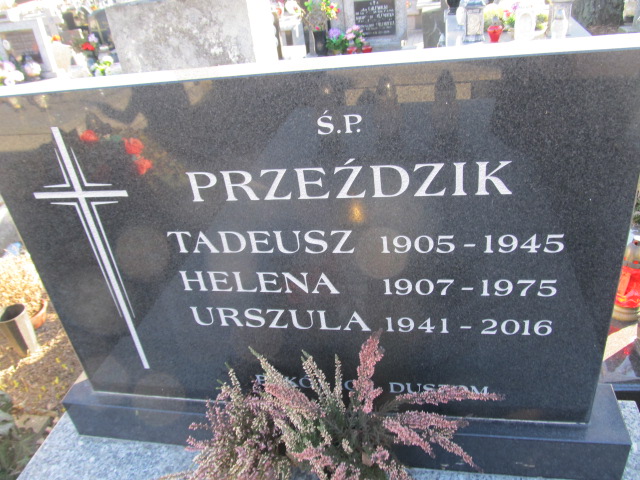 Ś.P.
PRZEŹDZIK
TADEUSZ 1905-1945
HELENA 1907-1975
URSZULA 1941-2016
DUSZOM